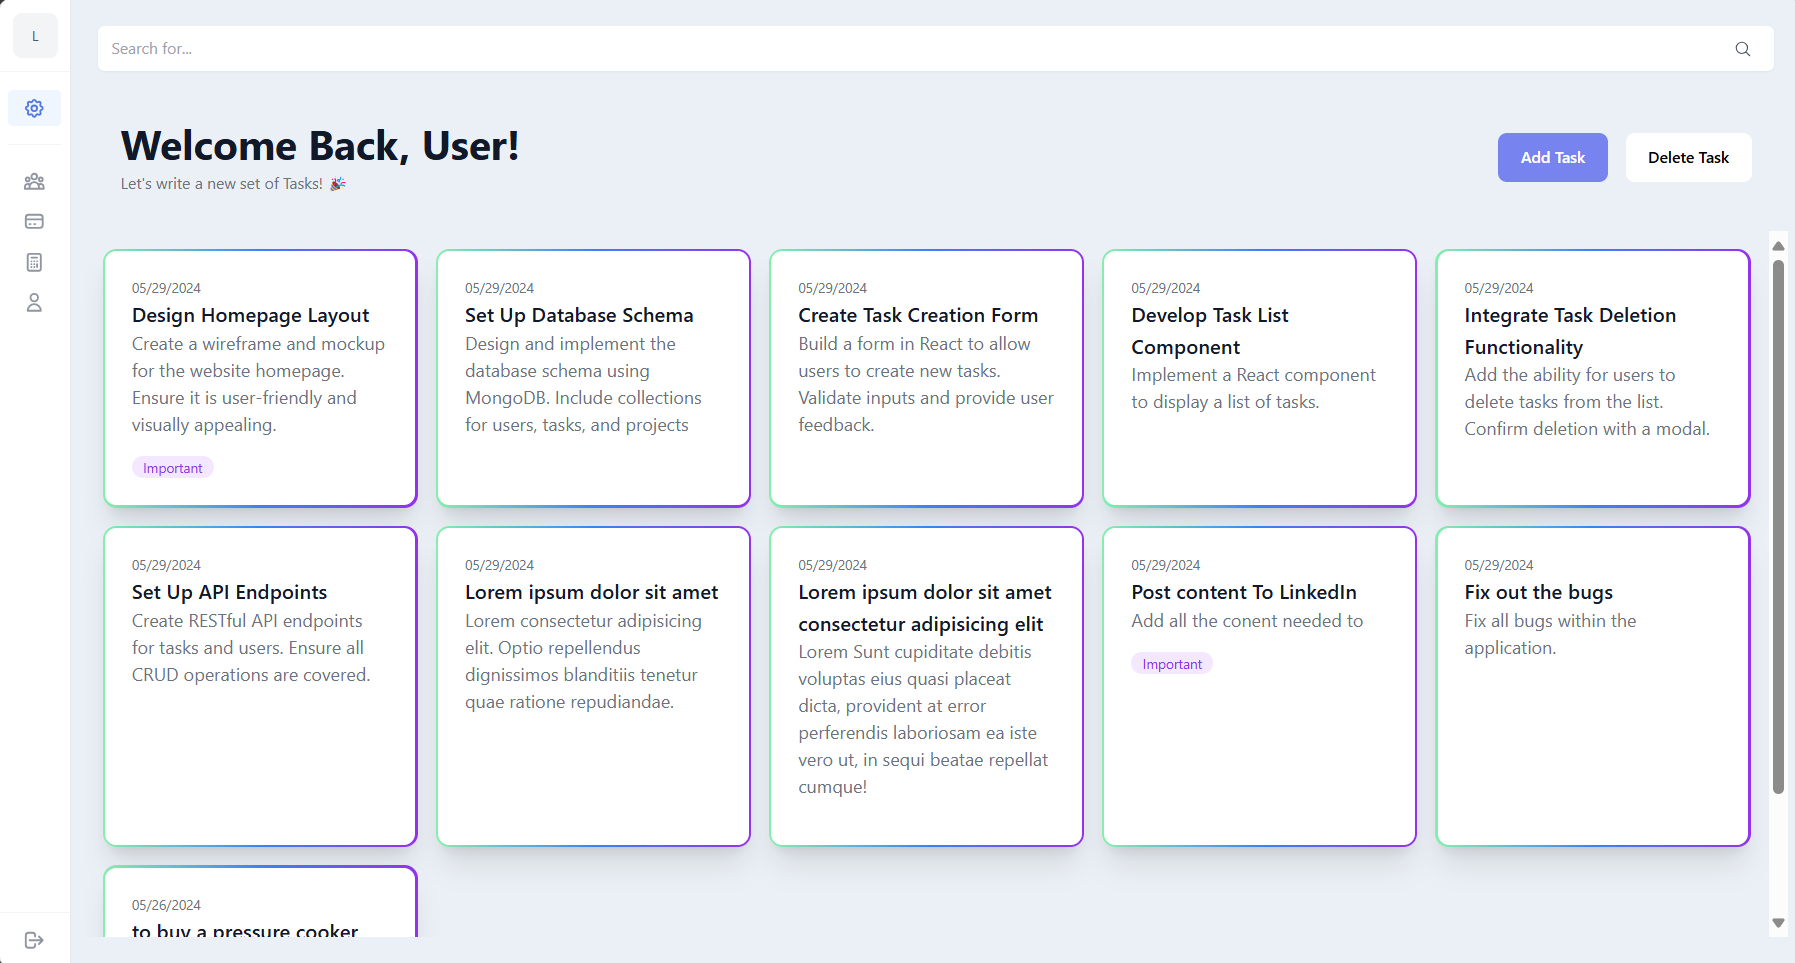 L
Search for...
Welcome Back, User!
Let's write a new set of Tasks! 🎉
Add Task
Delete Task
05/29/2024
Design Homepage Layout
Create a wireframe and mockup
for the website homepage.
Ensure it is user-friendly and
visually appealing.
Important
05/29/2024
Set Up Database Schema
Design and implement the
database schema using
MongoDB. Include collections
for users, tasks, and projects
05/29/2024
Create Task Creation Form
Build a form in React to allow
users to create new tasks.
Validate inputs and provide user
feedback.
05/29/2024
Develop Task List
Component
Implement a React component
to display a list of tasks.
05/29/2024
Integrate Task Deletion
Functionality
Add the ability for users to
delete tasks from the list.
Confirm deletion with a modal.
05/29/2024
Set Up API Endpoints
Create RESTful API endpoints
for tasks and users. Ensure all
CRUD operations are covered.
05/29/2024
Lorem ipsum dolor sit amet
Lorem consectetur adipisicing
elit. Optio repellendus
dignissimos blanditiis tenetur
quae ratione repudiandae.
05/29/2024
Lorem ipsum dolor sit amet
consectetur adipisicing elit
Lorem Sunt cupiditate debitis
voluptas eius quasi placeat
dicta, provident at error
perferendis laboriosam ea iste
vero ut, in sequi beatae repellat
cumque!
05/29/2024
Post content To LinkedIn
Add all the conent needed to
Important
05/29/2024
Fix out the bugs
Fix all bugs within the
application.
05/26/2024
to buy a pressure cooker